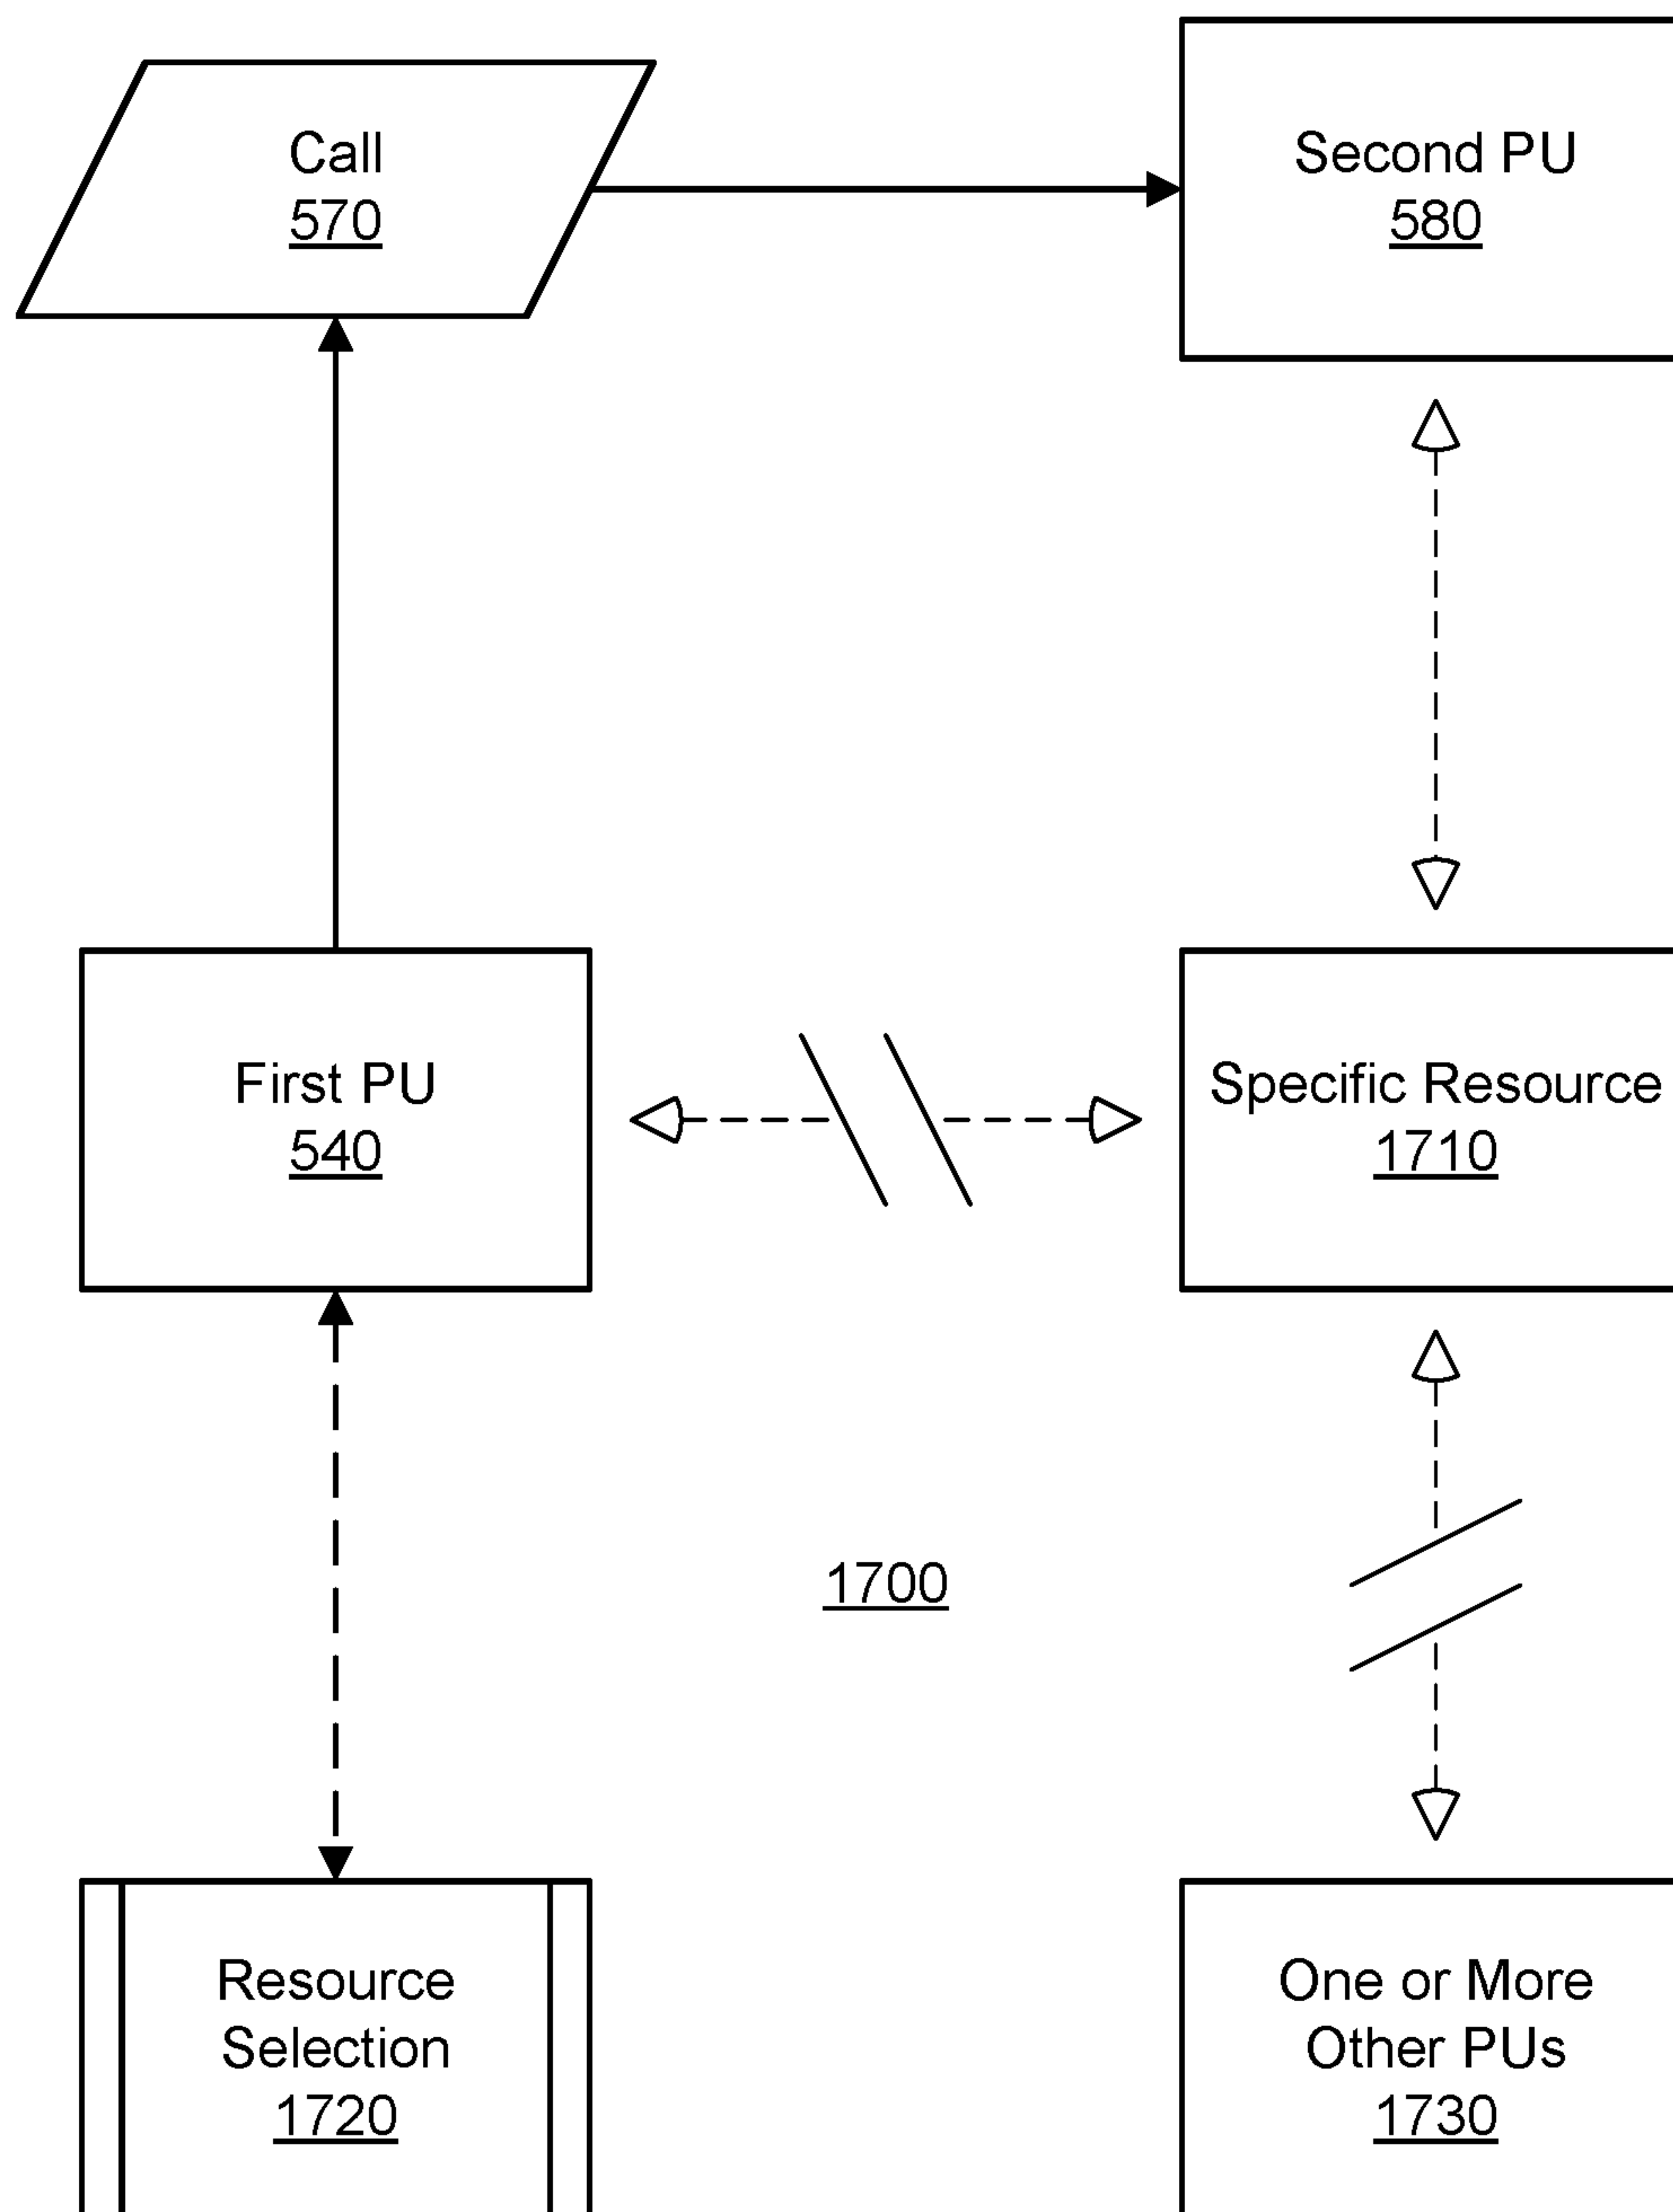 Call
570
Second PU
580
First PU
540
Specific Resource
1710
1700
Resource
Selection
1720
One or More
Other PUs
1730